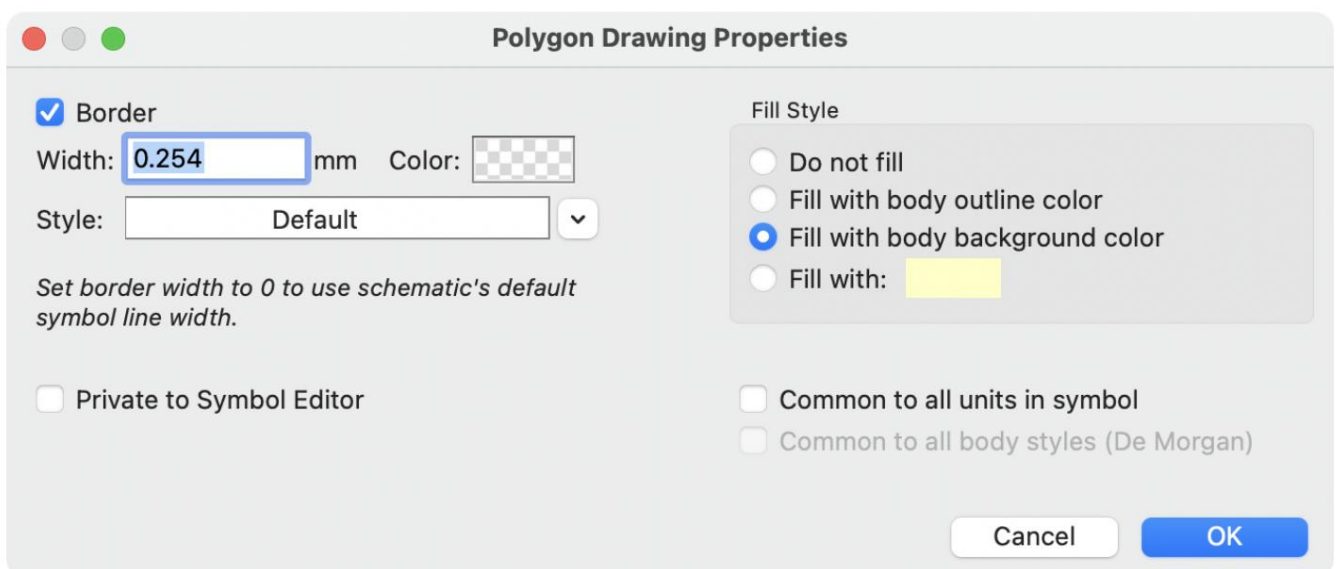 Polygon Drawing Properties
Border
Width: 0.254 mm Color:
Style: Default
Set border width to 0 to use schematic's default
symbol line width.
Private to Symbol Editor
Fill Style
Do not fill
Fill with body outline color
Fill with body background color
Fill with:
Common to all units in symbol
Common to all body styles (De Morgan)
Cancel OK